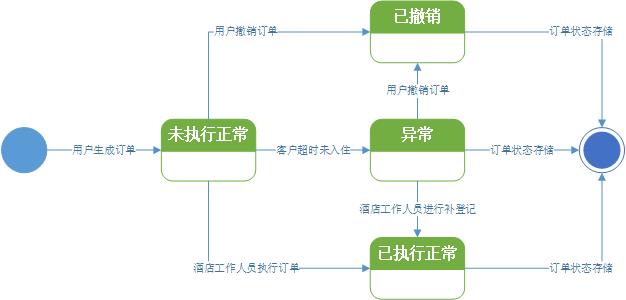 已撤销
用户撤销订单
订单状态存储
用户撤销订单
未执行正常
异常
用户生成订单
客户超时未入住
订单状态存储
酒店工作人员进行补登记
已执行正常
酒店工作人员执行订单
订单状态存储